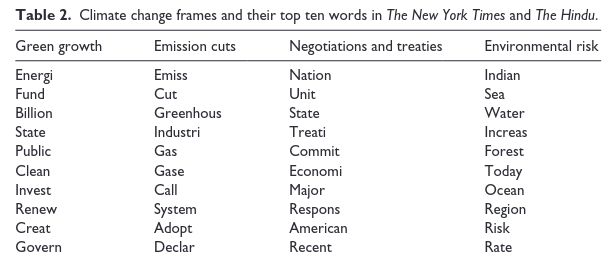 Table 2. Climate change frames and their top ten words in The New York Times and The Hindu.
Green growth Emission cuts Negotiations and treaties Environmental risk
Energi Emiss Nation Indian
Fund Cut Unit Sea
Billion Greenhous State Water
State Industri Treati Increas
Public Gas Commit Forest
Clean Gase Economi Today
Invest Call Major Ocean
Renew System Respons Region
Creat Adopt American Risk
Govern Declar Recent Rate